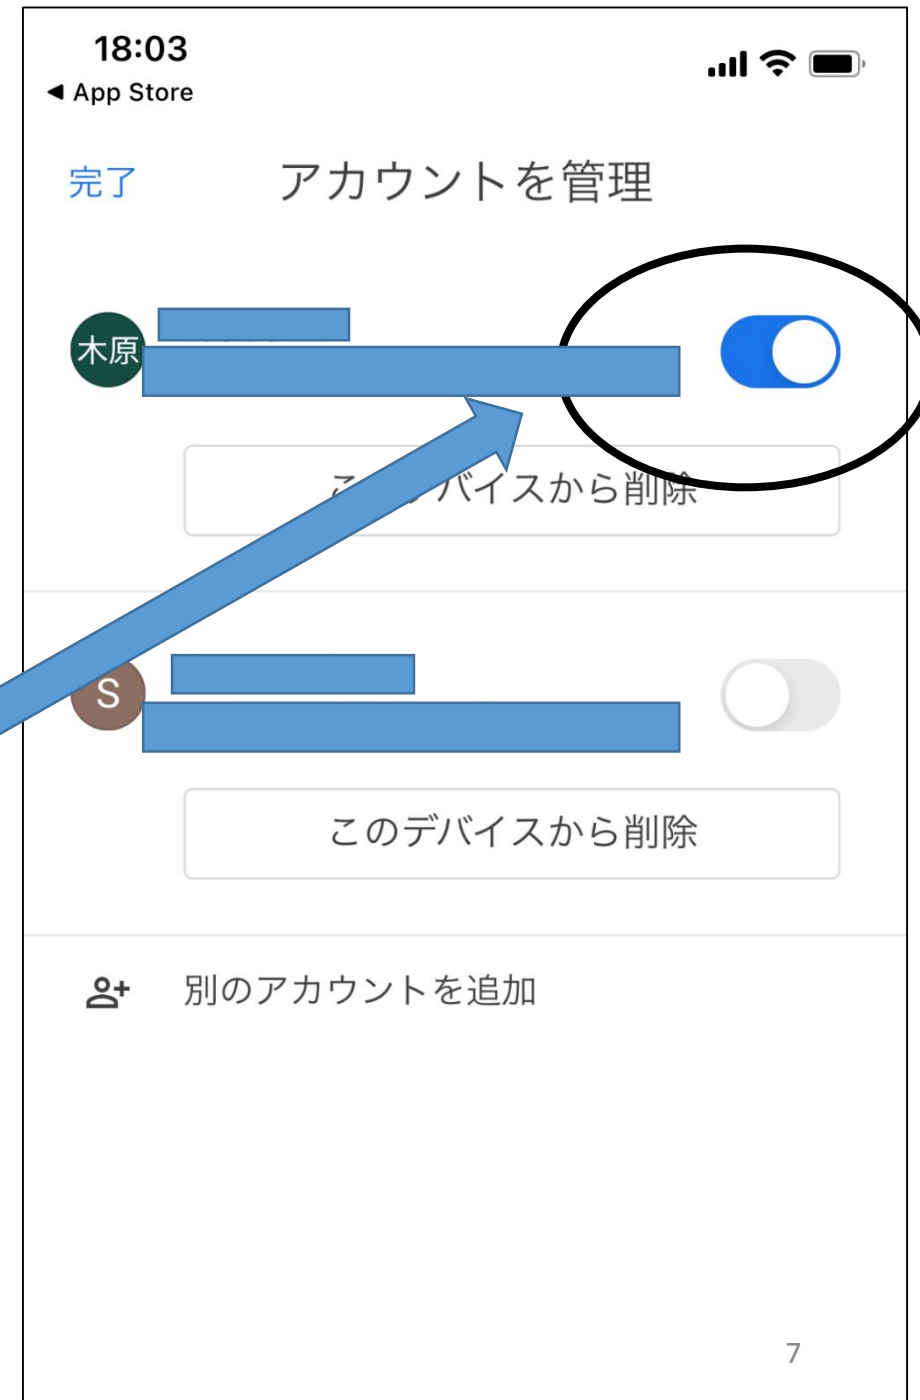 18:03
◀ App Store
完了
アカウントを管理
木原
バイスから削除
S
このデバイスから削除
別のアカウントを追加
7